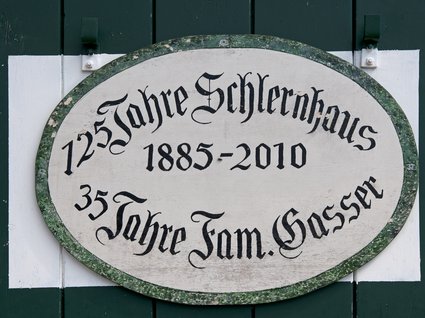 125 Jahre Schlernhaus
1885-2010
35 Jahre Fam. Gasser